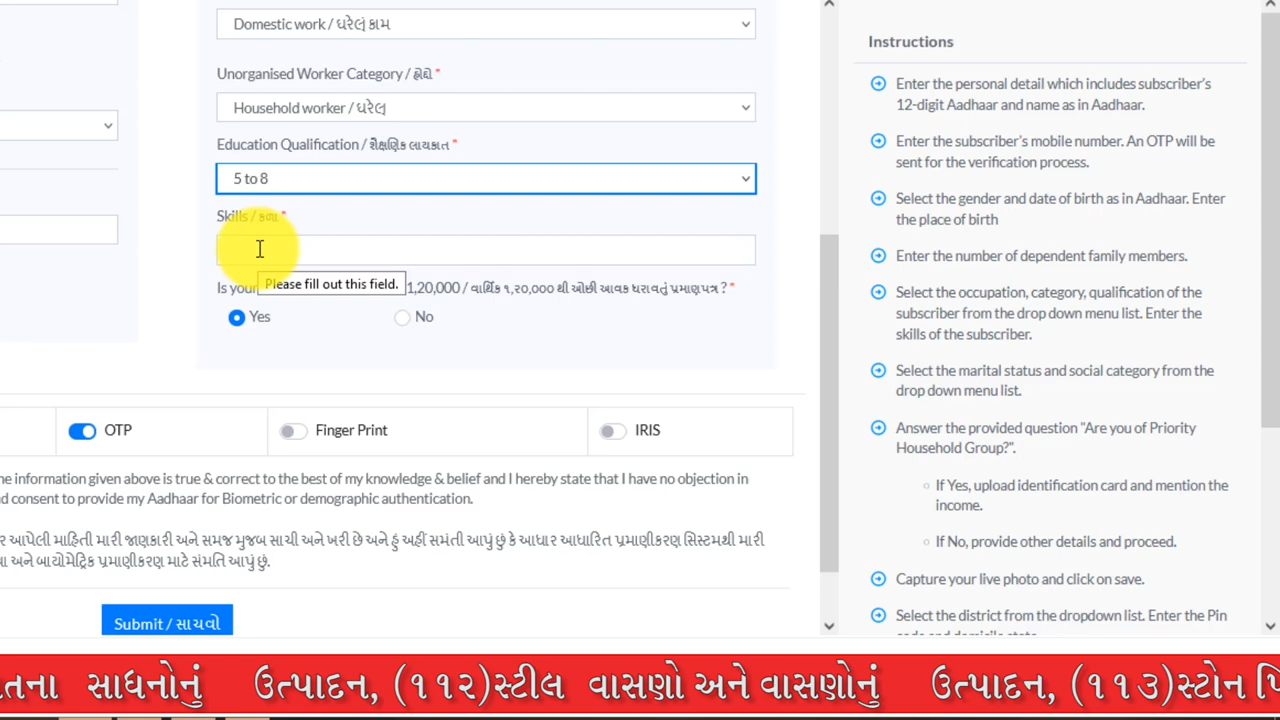 Domestic work / ઘરેલું કામ
Unorganised Worker Category / હોદ્દો *
Household worker / ઘરેલુ
Education Qualification / શૈક્ષણિક લાયકાત *
5 to 8
Skills / કળા *
Please fill out this field.
Is your 1,20,000 / વાર્ષિક ૧,૨૦,૦૦૦ થી ઓછી આવક ધરાવતું પ્રમાણપત્ર ? *
Yes No
OTP Finger Print IRIS
information given above is true & correct to the best of my knowledge & belief and I hereby state that I have no objection in
consent to provide my Aadhaar for Biometric or demographic authentication.
આપેલી માહિતી મારી જાણકારી અને સમજ મુજબ સાચી અને ખરી છે અને હું અહીં સમંતી આપું છું કે આધાર આધારિત પ્રમાણીકરણ સિસ્ટમથી મારી
અને બાયોમેટ્રિક પ્રમાણીકરણ માટે સંમતિ આપું છું.
Submit / સાચવો
Instructions
Enter the personal detail which includes subscriber's
12-digit Aadhaar and name as in Aadhaar.
Enter the subscriber's mobile number. An OTP will be
sent for the verification process.
Select the gender and date of birth as in Aadhaar. Enter
the place of birth
Enter the number of dependent family members.
Select the occupation, category, qualification of the
subscriber from the drop down menu list. Enter the
skills of the subscriber.
Select the marital status and social category from the
drop down menu list.
Answer the provided question "Are you of Priority
Household Group?".
If Yes, upload identification card and mention the
income.
If No, provide other details and proceed.
Capture your live photo and click on save.
Select the district from the dropdown list. Enter the Pin
code and domicile state
સાધનોનું ઉત્પાદન, (૧૧૨)સ્ટીલ વાસણો અને વાસણોનું ઉત્પાદન, (૧૧૩)સ્ટોન